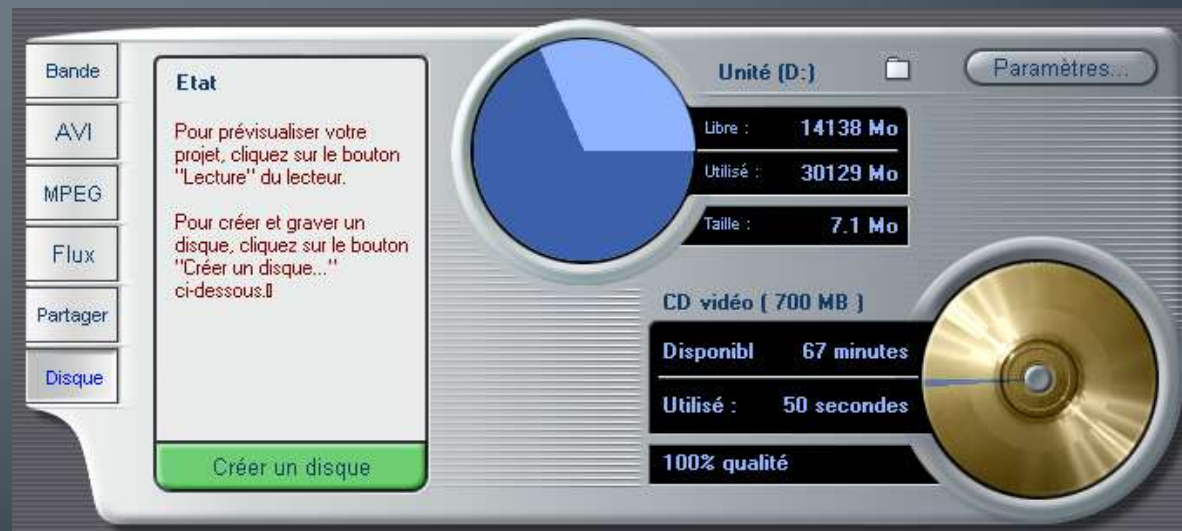 Bande
AVI
MPEG
Flux
Partager
Disque
Etat
Pour prévisualiser votre
projet, cliquez sur le bouton
"Lecture" du lecteur.
Pour créer et graver un
disque, cliquez sur le bouton
"Créer un disque..."
ci-dessous.
Créer un disque
Unité (D:)
Paramètres...
Libre : 14138 Mo
Utilisé : 30129 Mo
Taille : 7.1 Mo
CD vidéo ( 700 MB )
Disponibl 67 minutes
Utilisé : 50 secondes
100% qualité